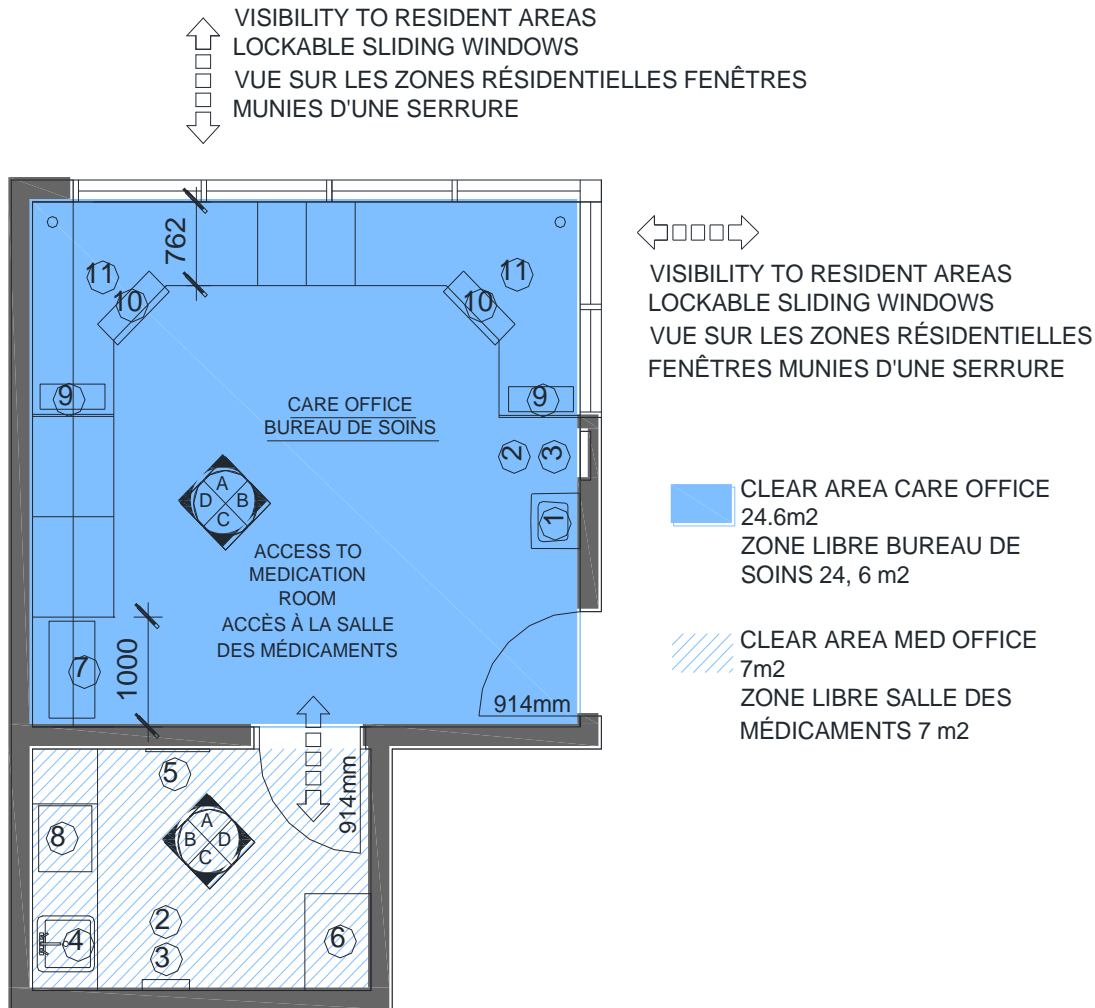 VISIBILITY TO RESIDENT AREAS
LOCKABLE SLIDING WINDOWS
VUE SUR LES ZONES RÉSIDENTIELLES FENÊTRES
MUNIES D'UNE SERRURE
762
11
10
11
10
9
9
VISIBILITY TO RESIDENT AREAS
LOCKABLE SLIDING WINDOWS
VUE SUR LES ZONES RÉSIDENTIELLES
FENÊTRES MUNIES D'UNE SERRURE
CARE OFFICE
BUREAU DE SOINS
2
3
1
A
D B
C
ACCESS TO
MEDICATION
ROOM
ACCÈS À LA SALLE
DES MÉDICAMENTS
7
1000
914mm
CLEAR AREA CARE OFFICE
24.6m2
ZONE LIBRE BUREAU DE
SOINS 24, 6 m2
CLEAR AREA MED OFFICE
7m2
ZONE LIBRE SALLE DES
MÉDICAMENTS 7 m2
5
914mm
8
A
B D
C
2
3
4
6